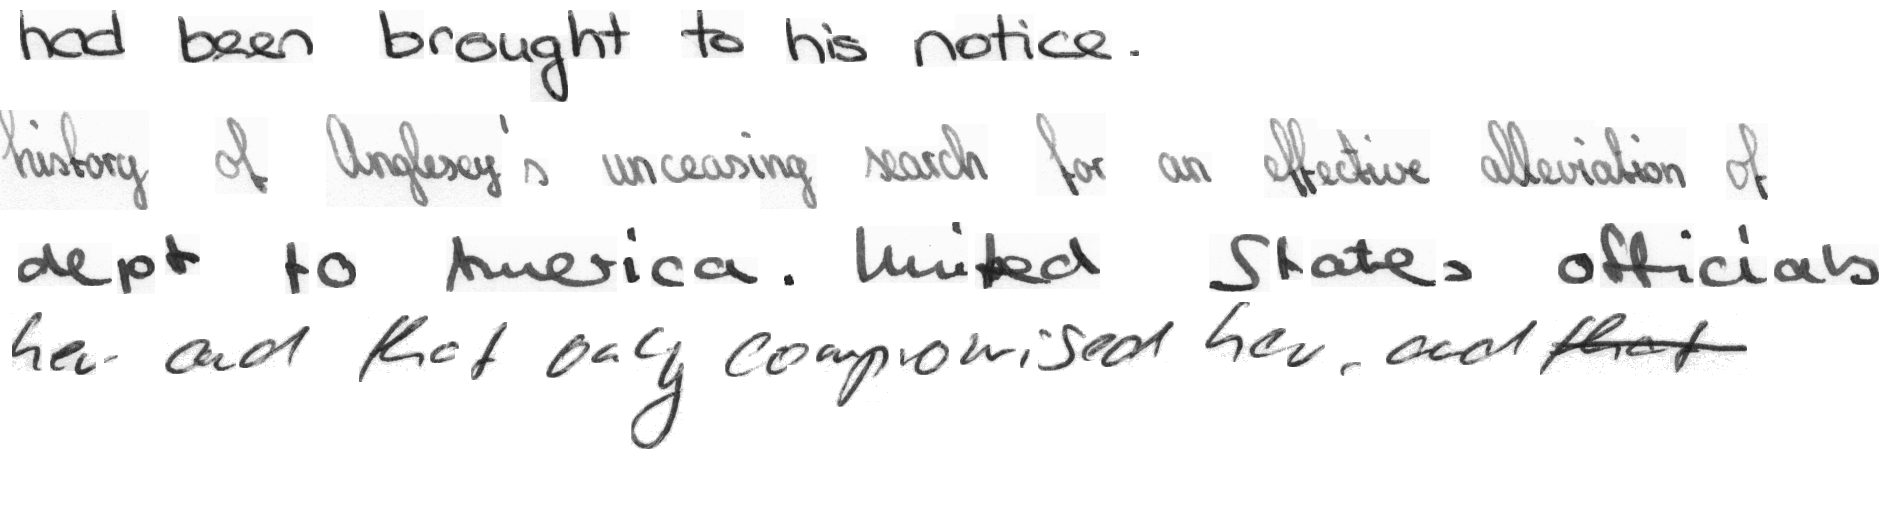 had been brought to his notice.
history of Anglesey's unceasing search for an effective alleviation of
dept to America. United States officials
her and that only compromised her, and that